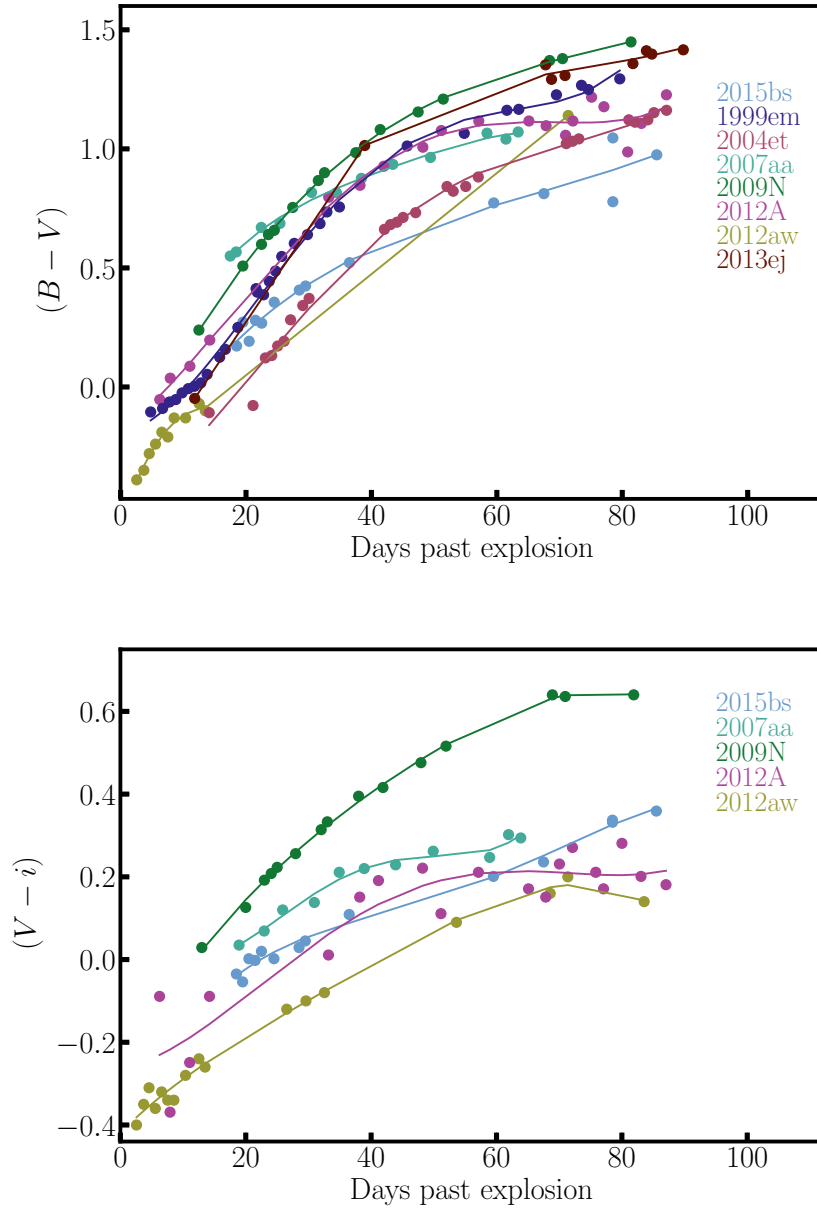 1.5
1.0
0.5
0.0
(B − V)
2015bs
1999em
2004et
2007aa
2009N
2012A
2012aw
2013ej
0 20 40 60 80 100
Days past explosion
0.6
0.4
0.2
0.0
−0.2
−0.4
(V − i)
2015bs
2007aa
2009N
2012A
2012aw
0 20 40 60 80 100
Days past explosion